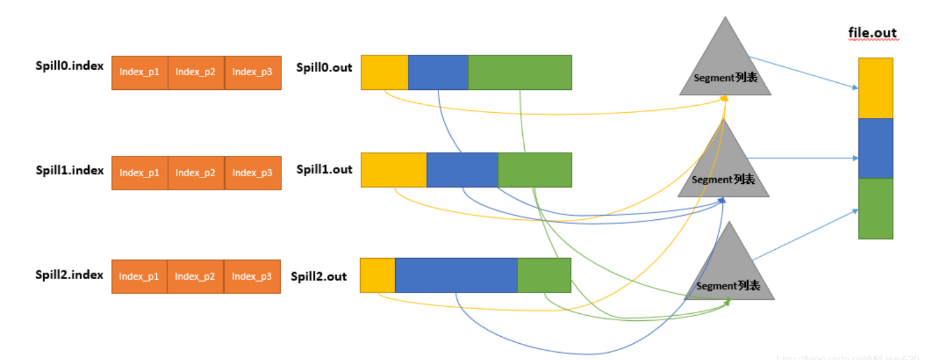 file.out
Spill0.index
Index_p1
Index_p2
Index_p3
Spill0.out
Segment列表
Spill1.index
Index_p1
Index_p2
Index_p3
Spill1.out
Segment列表
Spill2.index
Index_p1
Index_p2
Index_p3
Spill2.out
Segment列表